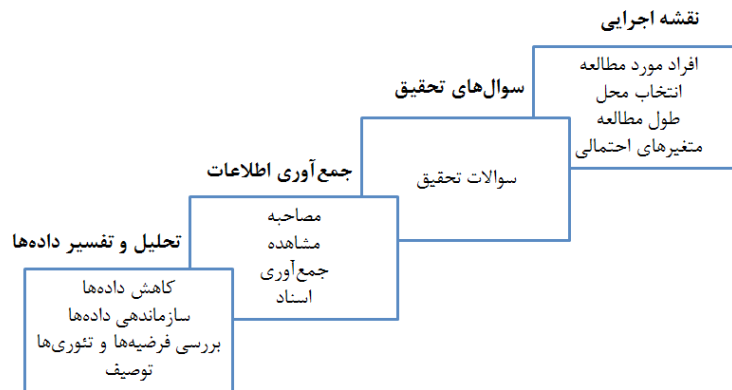 نقشه اجرایی
افراد مورد مطالعه
انتخاب محل
طول مطالعه
متغیرهای احتمالی
سوال‌های تحقیق
سوالات تحقیق
جمع‌آوری اطلاعات
مصاحبه
مشاهده
جمع‌آوری
اسناد
تحلیل و تفسیر داده‌ها
کاهش داده‌ها
سازماندهی داده‌ها
بررسی فرضیه‌ها و تئوری‌ها
توصیف